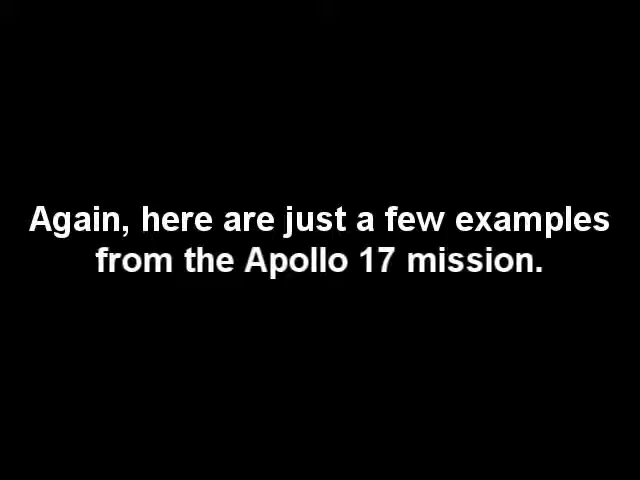 Again, here are just a few examples
from the Apollo 17 mission.